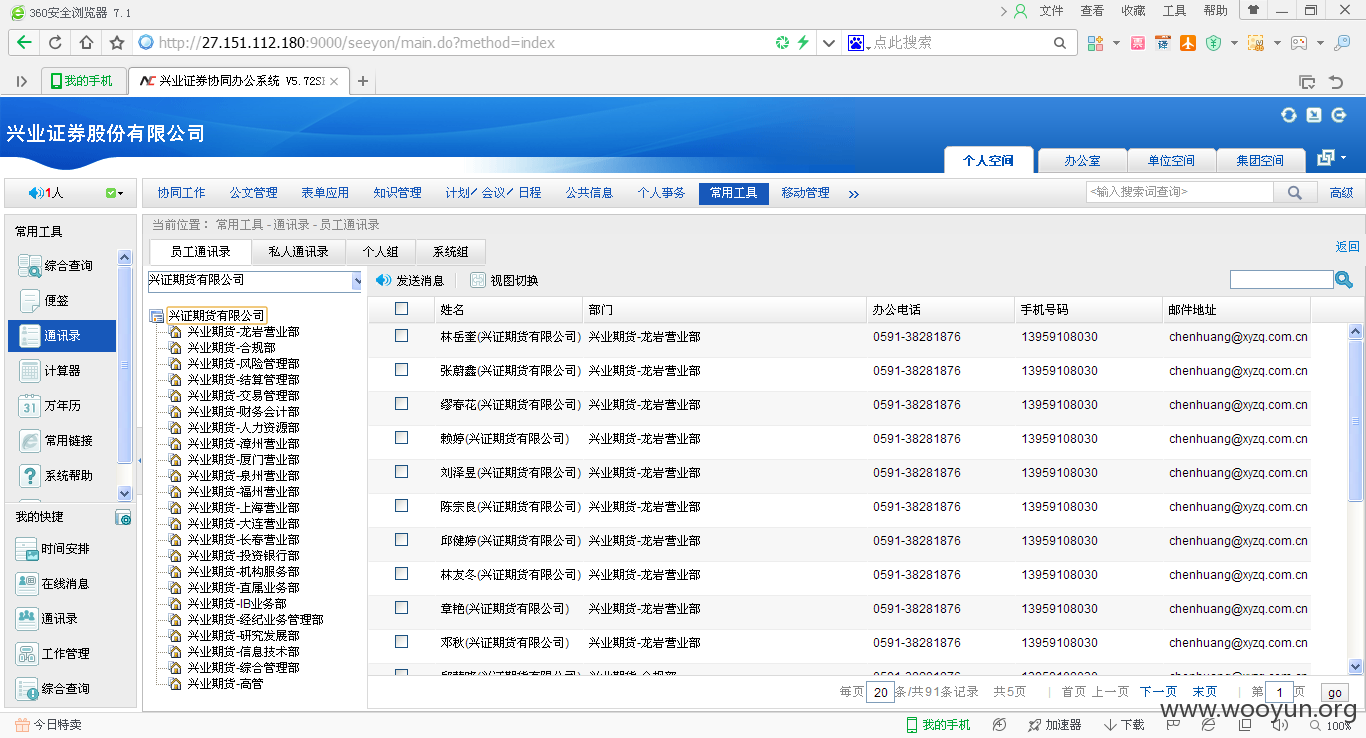 360安全浏览器 7.1
文件 查看 收藏 工具 帮助
http://27.151.112.180:9000/seeyon/main.do?method=index
点此搜索
我的手机
兴业证券协同办公系统 V5.72SI
兴业证券股份有限公司
个人空间 办公室 单位空间 集团空间
1人
协同工作 公文管理 表单应用 知识管理 计划/会议/日程 公共信息 个人事务 常用工具 移动管理 »
<输入搜索词查询> 高级
常用工具
综合查询
便签
通讯录
计算器
31 万年历
常用链接
系统帮助
我的快捷
时间安排
在线消息
通讯录
工作管理
综合查询
当前位置： 常用工具 - 通讯录 - 员工通讯录
返回
员工通讯录 私人通讯录 个人组 系统组
兴证期货有限公司
发送消息 视图切换
兴证期货有限公司
兴业期货-龙岩营业部
兴业期货-合规部
兴业期货-风险管理部
兴业期货-结算管理部
兴业期货-交易管理部
兴业期货-财务会计部
兴业期货-人力资源部
兴业期货-漳州营业部
兴业期货-厦门营业部
兴业期货-泉州营业部
兴业期货-福州营业部
兴业期货-上海营业部
兴业期货-大连营业部
兴业期货-长春营业部
兴业期货-投资银行部
兴业期货-机构服务部
兴业期货-直属业务部
兴业期货-IB业务部
兴业期货-经纪业务管理部
兴业期货-研究发展部
兴业期货-信息技术部
兴业期货-综合管理部
兴业期货-高管
姓名 部门 办公电话 手机号码 邮件地址
林岳奎(兴证期货有限公司) 兴业期货-龙岩营业部 0591-38281876 13959108030 chenhuang@xyzq.com.cn
张蔚鑫(兴证期货有限公司) 兴业期货-龙岩营业部 0591-38281876 13959108030 chenhuang@xyzq.com.cn
缪春花(兴证期货有限公司) 兴业期货-龙岩营业部 0591-38281876 13959108030 chenhuang@xyzq.com.cn
赖婷(兴证期货有限公司) 兴业期货-龙岩营业部 0591-38281876 13959108030 chenhuang@xyzq.com.cn
刘泽昱(兴证期货有限公司) 兴业期货-龙岩营业部 0591-38281876 13959108030 chenhuang@xyzq.com.cn
陈宗良(兴证期货有限公司) 兴业期货-龙岩营业部 0591-38281876 13959108030 chenhuang@xyzq.com.cn
邱健婷(兴证期货有限公司) 兴业期货-龙岩营业部 0591-38281876 13959108030 chenhuang@xyzq.com.cn
林友冬(兴证期货有限公司) 兴业期货-龙岩营业部 0591-38281876 13959108030 chenhuang@xyzq.com.cn
章艳(兴证期货有限公司) 兴业期货-龙岩营业部 0591-38281876 13959108030 chenhuang@xyzq.com.cn
邓秋(兴证期货有限公司) 兴业期货-龙岩营业部 0591-38281876 13959108030 chenhuang@xyzq.com.cn
每页 20 条/共91条记录 共5页 | 首页 上一页 下一页 末页 | 第 1 页 go
www.wooyun.org
今日特卖
我的手机 加速器 下载 100%